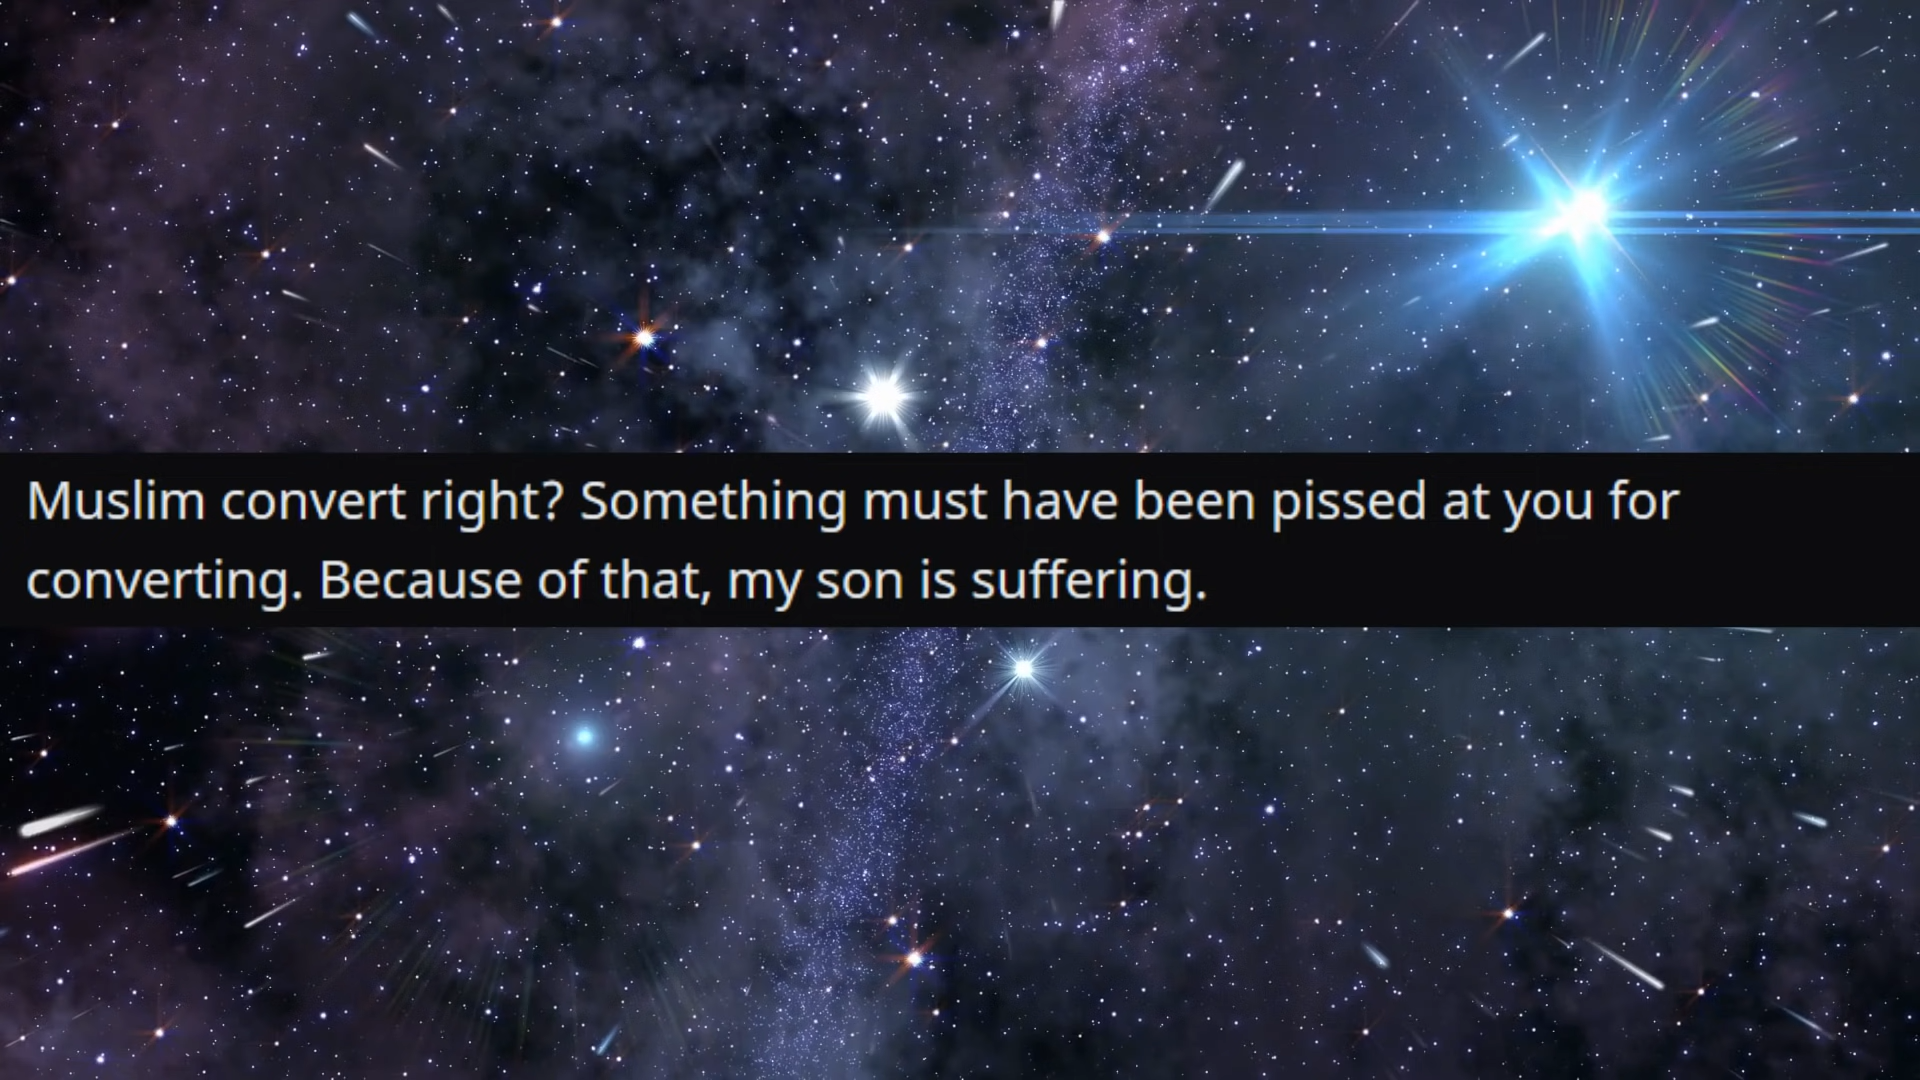 Muslim convert right? Something must have been pissed at you for
converting. Because of that, my son is suffering.